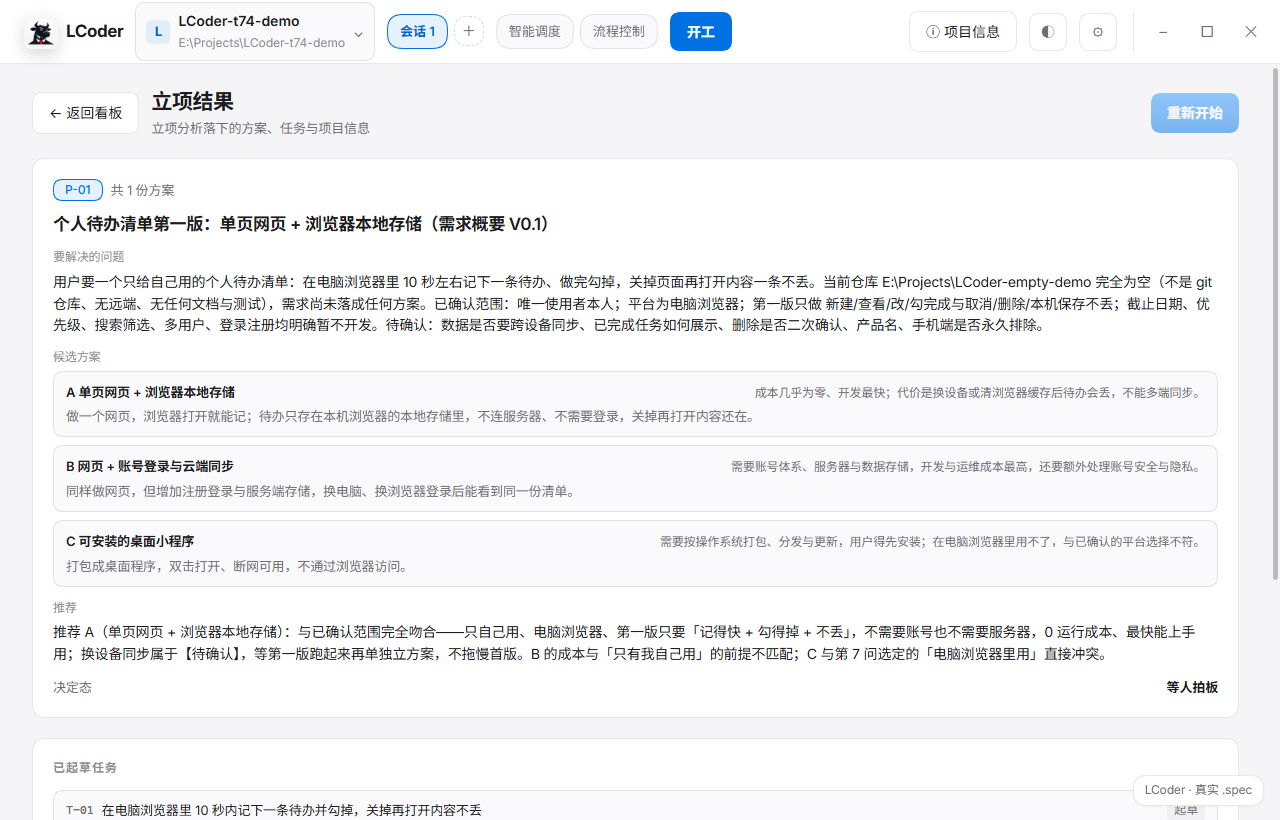 LCoder
L
LCoder-t74-demo
E:\Projects\LCoder-t74-demo
会话 1
+
智能调度
流程控制
开工
项目信息
← 返回看板
立项结果
立项分析落下的方案、任务与项目信息
重新开始
P-01
共 1 份方案
个人待办清单第一版：单页网页 + 浏览器本地存储（需求概要 V0.1）
要解决的问题
用户要一个只给自己用的个人待办清单：在电脑浏览器里 10 秒左右记下一条待办、做完勾掉，关掉页面再打开内容一条不丢。当前仓库 E:\Projects\LCoder-empty-demo 完全为空（不是 git
仓库、无远端、无任何文档与测试），需求尚未落成任何方案。已确认范围：唯一使用者本人；平台为电脑浏览器；第一版只做 新建/查看/改/勾完成与取消/删除/本机保存不丢；截止日期、优
先级、搜索筛选、多用户、登录注册均明确暂不开发。待确认：数据是否要跨设备同步、已完成任务如何展示、删除是否二次确认、产品名、手机端是否永久排除。
候选方案
A 单页网页 + 浏览器本地存储
成本几乎为零、开发最快；代价是换设备或清浏览器缓存后待办会丢，不能多端同步。
做一个网页，浏览器打开就能记；待办只存在本机浏览器的本地存储里，不连服务器、不需要登录，关掉再打开内容还在。
B 网页 + 账号登录与云端同步
需要账号体系、服务器与数据存储，开发与运维成本最高，还要额外处理账号安全与隐私。
同样做网页，但增加注册登录与服务端存储，换电脑、换浏览器登录后能看到同一份清单。
C 可安装的桌面小程序
需要按操作系统打包、分发与更新，用户得先安装；在电脑浏览器里用不了，与已确认的平台选择不符。
打包成桌面程序，双击打开、断网可用，不通过浏览器访问。
推荐
推荐 A（单页网页 + 浏览器本地存储）：与已确认范围完全吻合——只自己用、电脑浏览器、第一版只要「记得快 + 勾得掉 + 不丢」，不需要账号也不需要服务器，0 运行成本、最快能上手
用；换设备同步属于【待确认】，等第一版跑起来再单独立方案，不拖慢首版。B 的成本与「只有我自己用」的前提不匹配；C 与第 7 问选定的「电脑浏览器里用」直接冲突。
决定态
等人拍板
已起草任务
T-01 在电脑浏览器里 10 秒内记下一条待办并勾掉，关掉再打开内容不丢
起草
LCoder · 真实 .spec